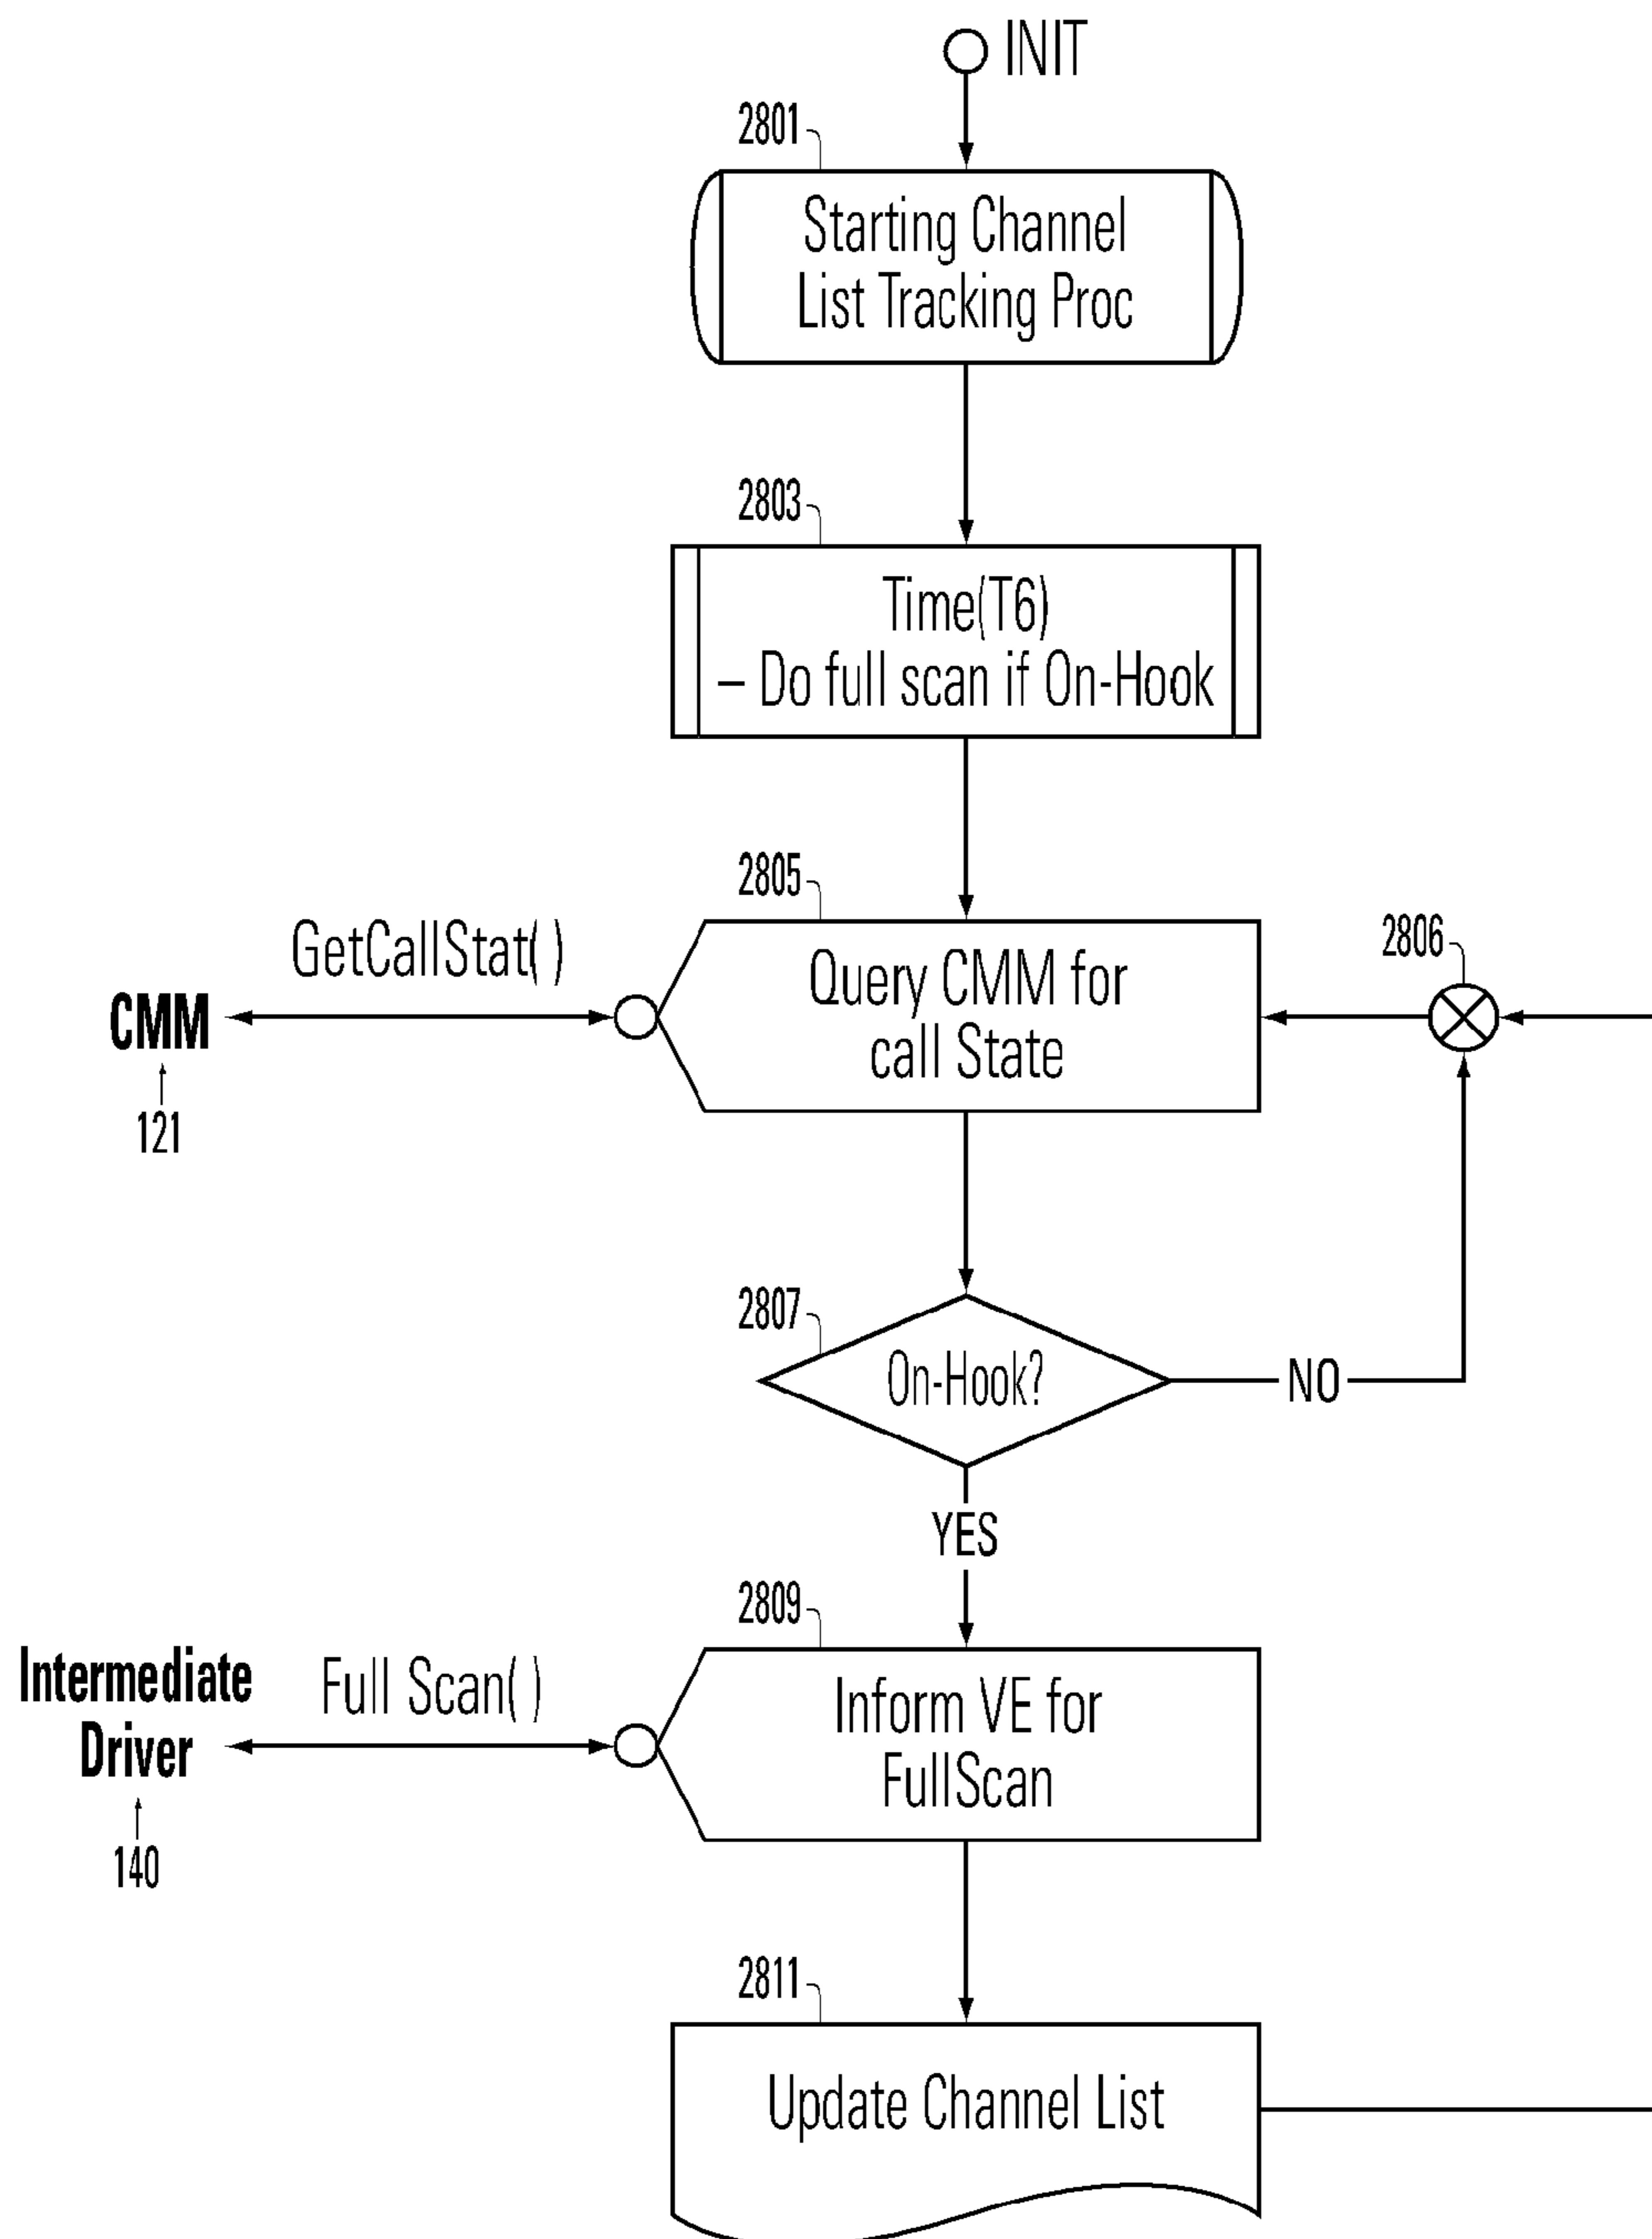 INIT
2801
Starting Channel
List Tracking Proc
2803
Time(T6)
– Do full scan if On-Hook
2805
GetCallStat( )
Query CMM for
call State
2806
CMM
121
2807
On-Hook?
NO
YES
2809
Intermediate
Driver
Full Scan( )
Inform VE for
FullScan
140
2811
Update Channel List